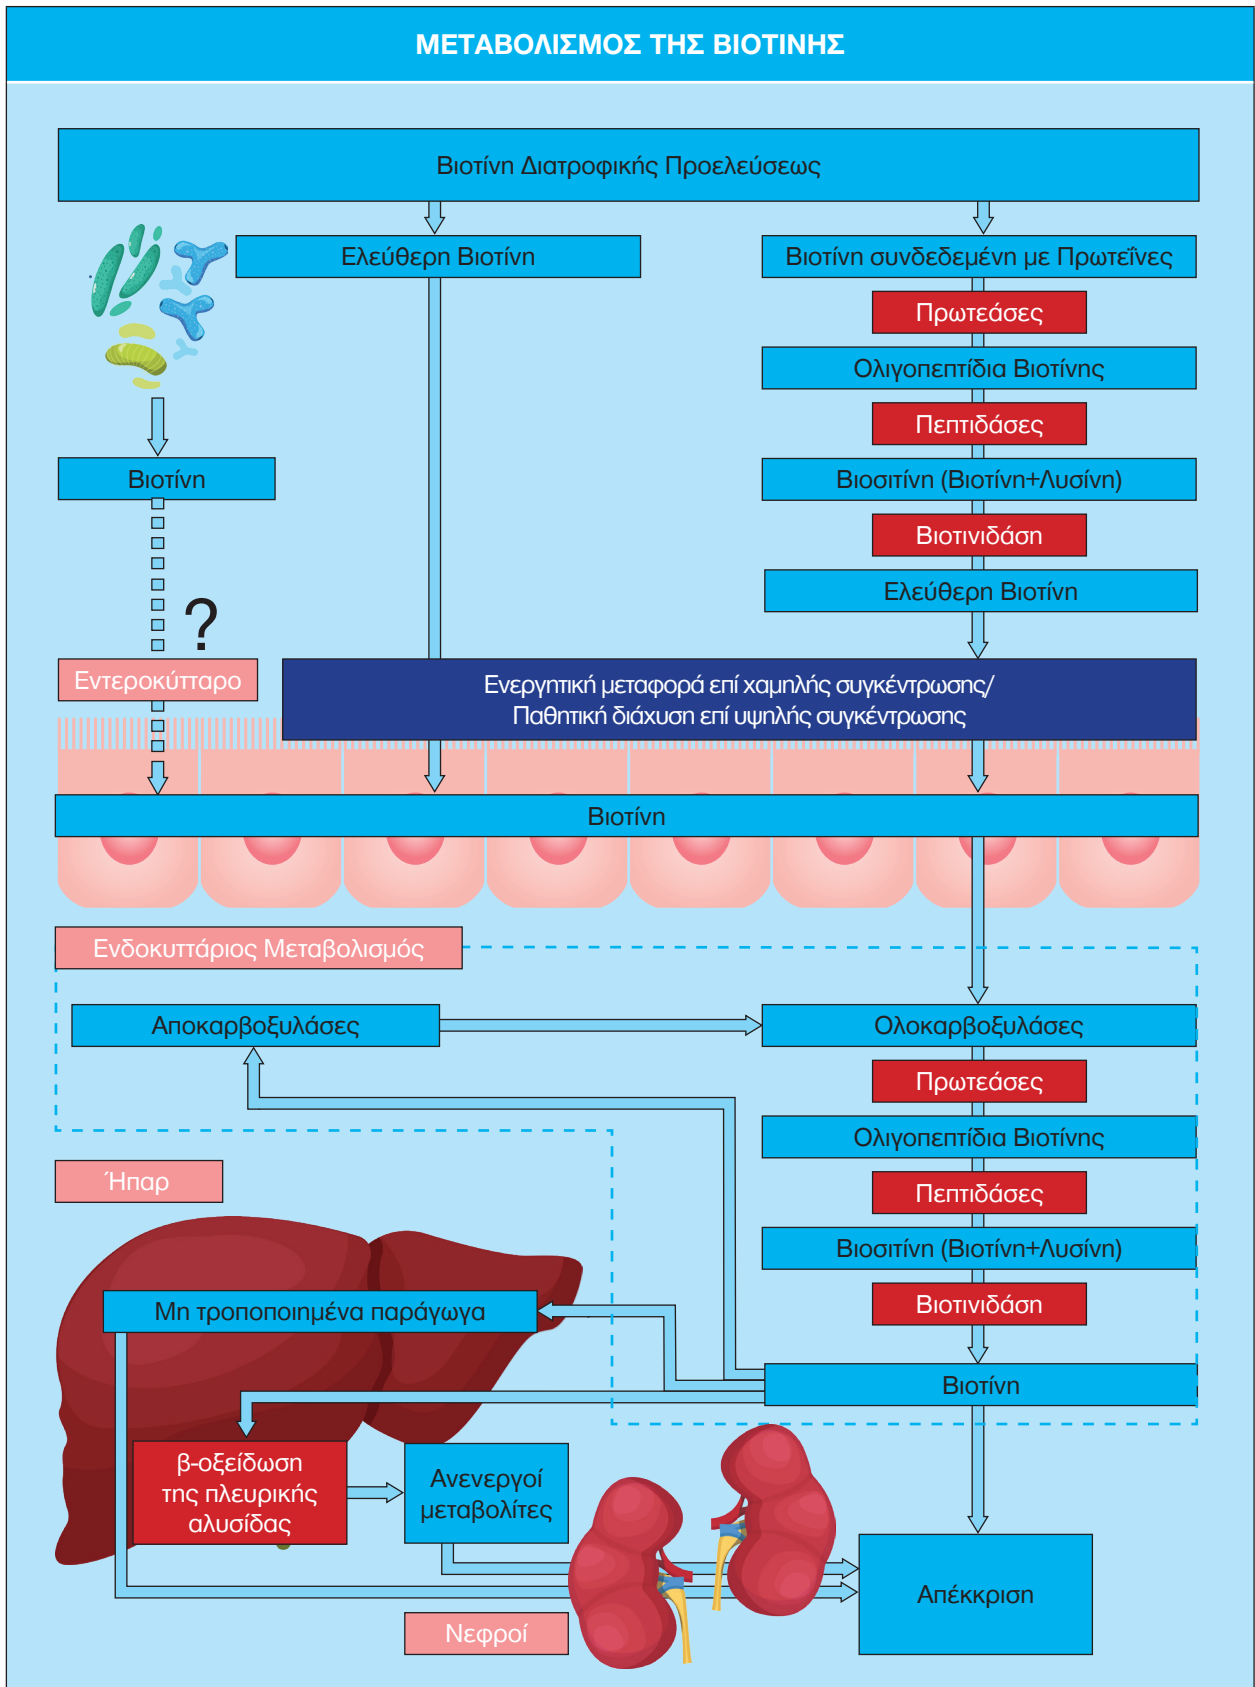 ΜΕΤΑΒΟΛΙΣΜΟΣ ΤΗΣ ΒΙΟΤΙΝΗΣ
Βιοτίνη Διατροφικής Προελεύσεως
Ελεύθερη Βιοτίνη
Βιοτίνη συνδεδεμένη με Πρωτεΐνες
Πρωτεάσες
Ολιγοπεπτίδια Βιοτίνης
Πεπτιδάσες
Βιοτίνη
Βιοσιτίνη (Βιοτίνη+Λυσίνη)
Βιοτινιδάση
Ελεύθερη Βιοτίνη
?
Εντεροκύτταρο
Ενεργητική μεταφορά επί χαμηλής συγκέντρωσης/
Παθητική διάχυση επί υψηλής συγκέντρωσης
Βιοτίνη
Ενδοκυττάριος Μεταβολισμός
Αποκαρβοξυλάσες
Ολοκαρβοξυλάσες
Πρωτεάσες
Ολιγοπεπτίδια Βιοτίνης
Ήπαρ
Πεπτιδάσες
Βιοσιτίνη (Βιοτίνη+Λυσίνη)
Μη τροποποιημένα παράγωγα
Βιοτινιδάση
Βιοτίνη
β-οξείδωση
της πλευρικής
αλυσίδας
Ανενεργοί
μεταβολίτες
Απέκκριση
Νεφροί